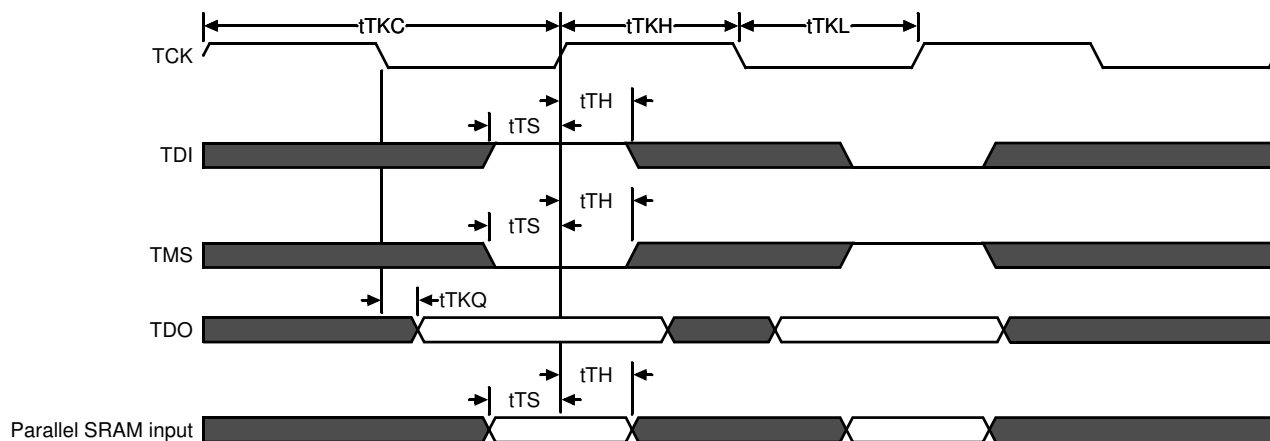 tTKC
tTKH
tTKL
TCK
tTH
tTS
TDI
tTH
tTS
TMS
tTKQ
TDO
tTH
tTS
Parallel SRAM input